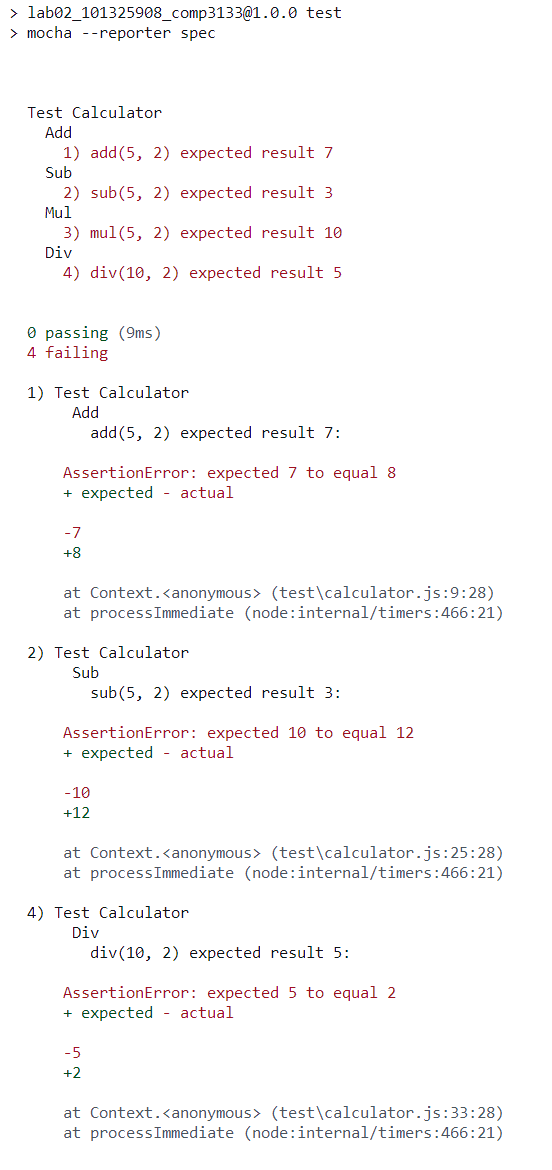 > lab02_101325908_comp3133@1.0.0 test
> mocha --reporter spec
Test Calculator
Add
1) add(5, 2) expected result 7
Sub
2) sub(5, 2) expected result 3
Mul
3) mul(5, 2) expected result 10
Div
4) div(10, 2) expected result 5
0 passing (9ms)
4 failing
1) Test Calculator
Add
add(5, 2) expected result 7:
AssertionError: expected 7 to equal 8
+ expected - actual
-7
+8
at Context.<anonymous> (test\calculator.js:9:28)
at processImmediate (node:internal/timers:466:21)
2) Test Calculator
Sub
sub(5, 2) expected result 3:
AssertionError: expected 10 to equal 12
+ expected - actual
-10
+12
at Context.<anonymous> (test\calculator.js:25:28)
at processImmediate (node:internal/timers:466:21)
4) Test Calculator
Div
div(10, 2) expected result 5:
AssertionError: expected 5 to equal 2
+ expected - actual
-5
+2
at Context.<anonymous> (test\calculator.js:33:28)
at processImmediate (node:internal/timers:466:21)